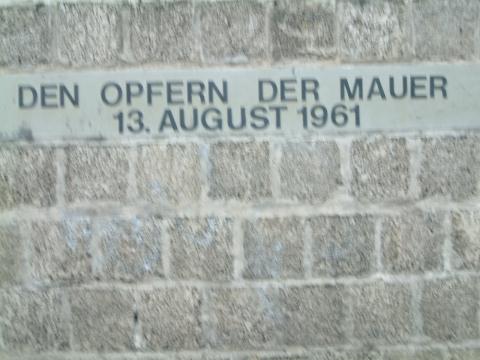 DEN OPFERN DER MAUER
13. AUGUST 1961